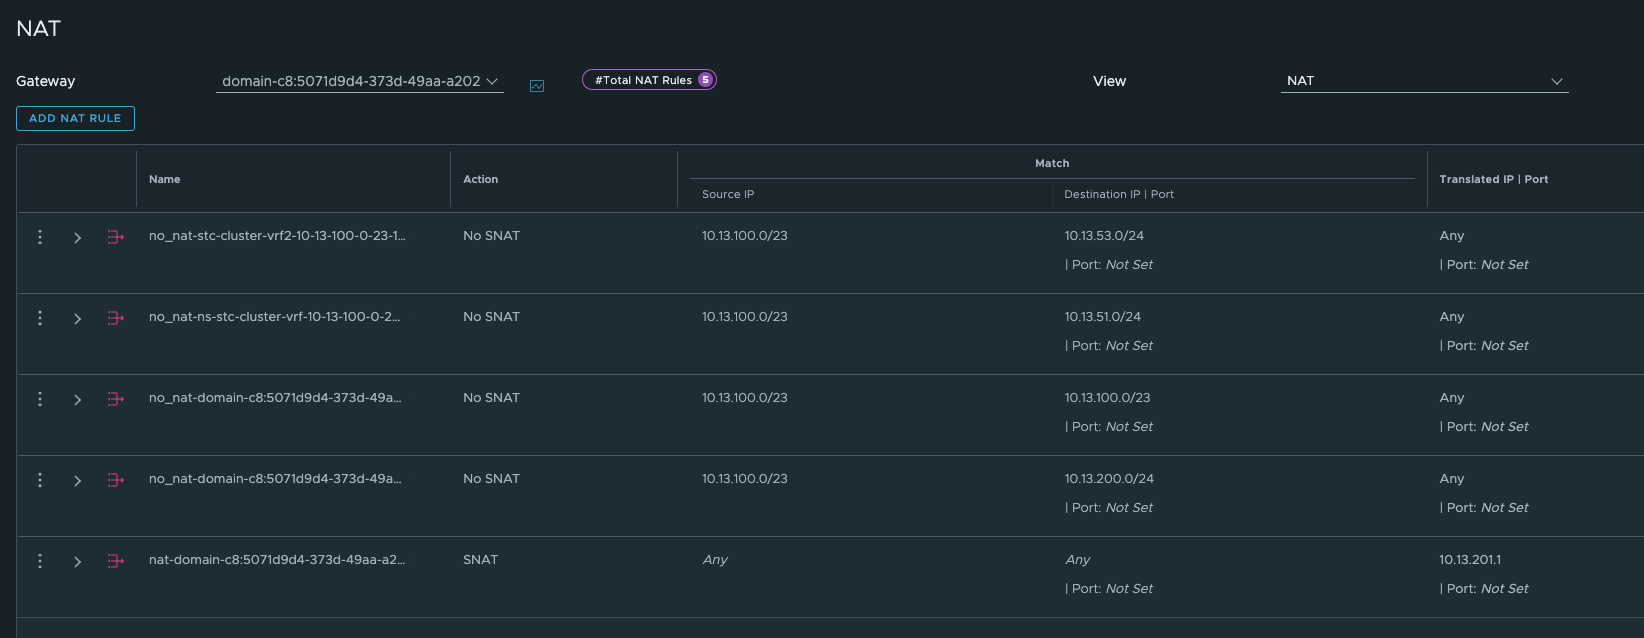 NAT
Gateway domain-c8:5071d9d4-373d-49aa-a202 #Total NAT Rules 5 View NAT
ADD NAT RULE
Match
Name Action Translated IP | Port
Source IP Destination IP | Port
no_nat-stc-cluster-vrf2-10-13-100-0-23-1... No SNAT 10.13.100.0/23 10.13.53.0/24 Any
| Port: Not Set | Port: Not Set
no_nat-ns-stc-cluster-vrf-10-13-100-0-2... No SNAT 10.13.100.0/23 10.13.51.0/24 Any
| Port: Not Set | Port: Not Set
no_nat-domain-c8:5071d9d4-373d-49a... No SNAT 10.13.100.0/23 10.13.100.0/23 Any
| Port: Not Set | Port: Not Set
no_nat-domain-c8:5071d9d4-373d-49a... No SNAT 10.13.100.0/23 10.13.200.0/24 Any
| Port: Not Set | Port: Not Set
nat-domain-c8:5071d9d4-373d-49aa-a2... SNAT Any Any 10.13.201.1
| Port: Not Set | Port: Not Set